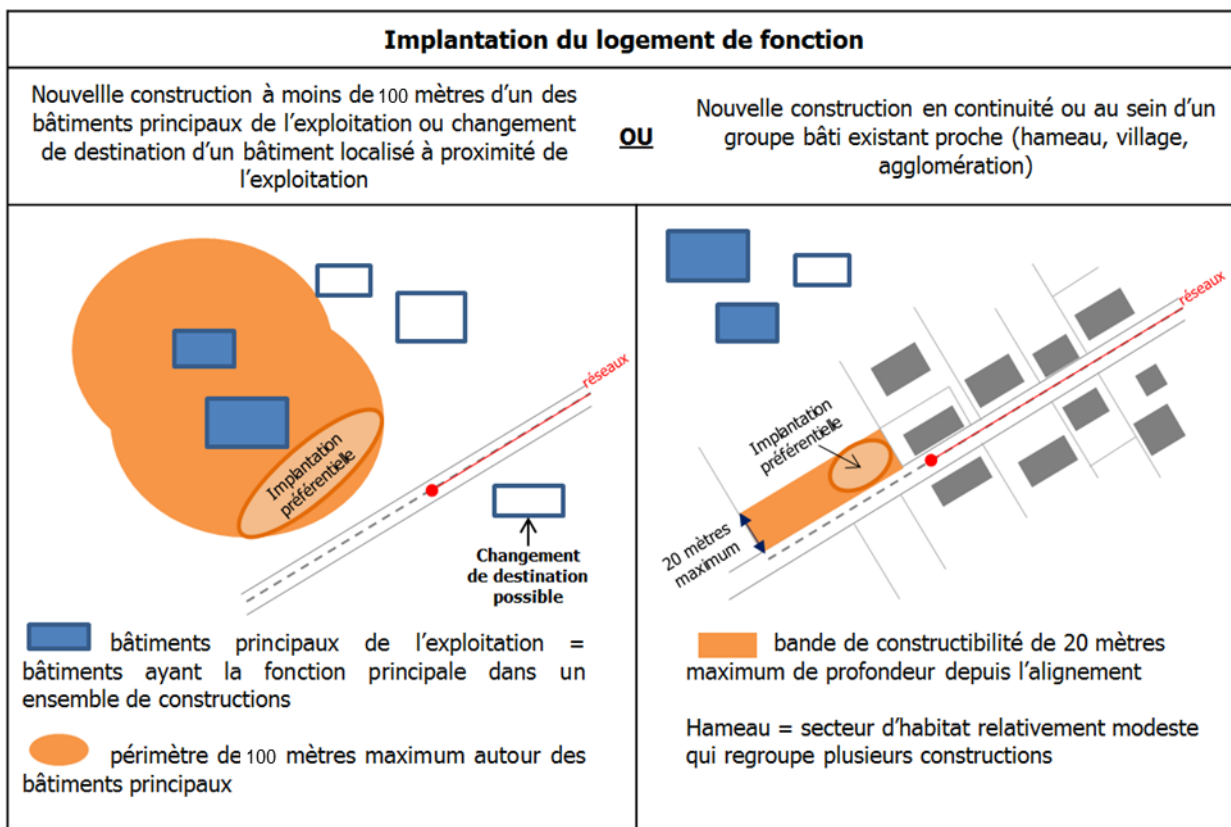 Implantation du logement de fonction
Nouvellle construction à moins de 100 mètres d'un des
bâtiments principaux de l'exploitation ou changement
de destination d'un bâtiment localisé à proximité de
l'exploitation
OU
Nouvelle construction en continuité ou au sein d'un
groupe bâti existant proche (hameau, village,
agglomération)
réseaux
Implantation
préférentielle
Changement
de destination
possible
bâtiments principaux de l'exploitation =
bâtiments ayant la fonction principale dans un
ensemble de constructions
périmètre de 100 mètres maximum autour des
bâtiments principaux
réseaux
Implantation
préférentielle
20 mètres
maximum
bande de constructibilité de 20 mètres
maximum de profondeur depuis l'alignement
Hameau = secteur d'habitat relativement modeste
qui regroupe plusieurs constructions